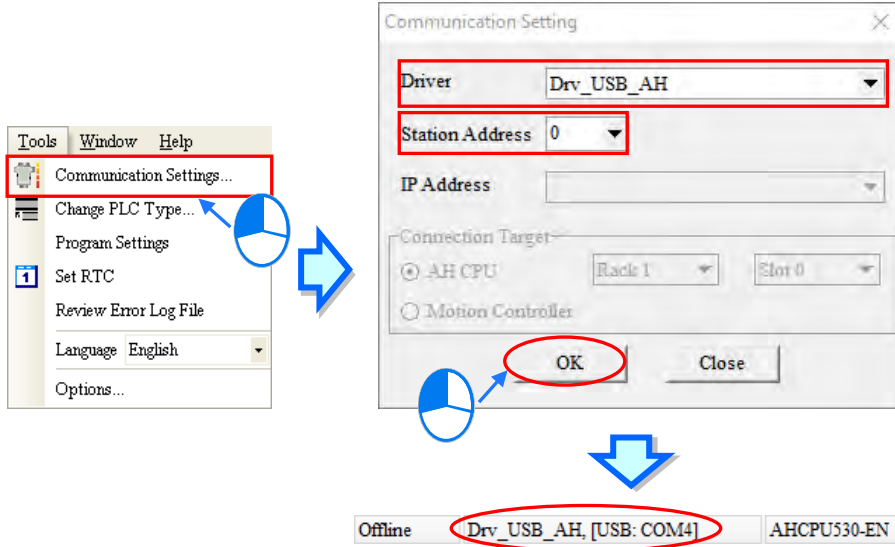 Tools Window Help
Communication Settings...
Change PLC Type...
Program Settings
1 Set RTC
Review Error Log File
Language English
Options...
Communication Setting
Driver Drv_USB_AH
Station Address 0
IP Address
Connection Target
AH CPU Rack 1 Slot 0
Motion Controller
OK Close
Offline Drv_USB_AH, [USB: COM4] AHCPU530-EN